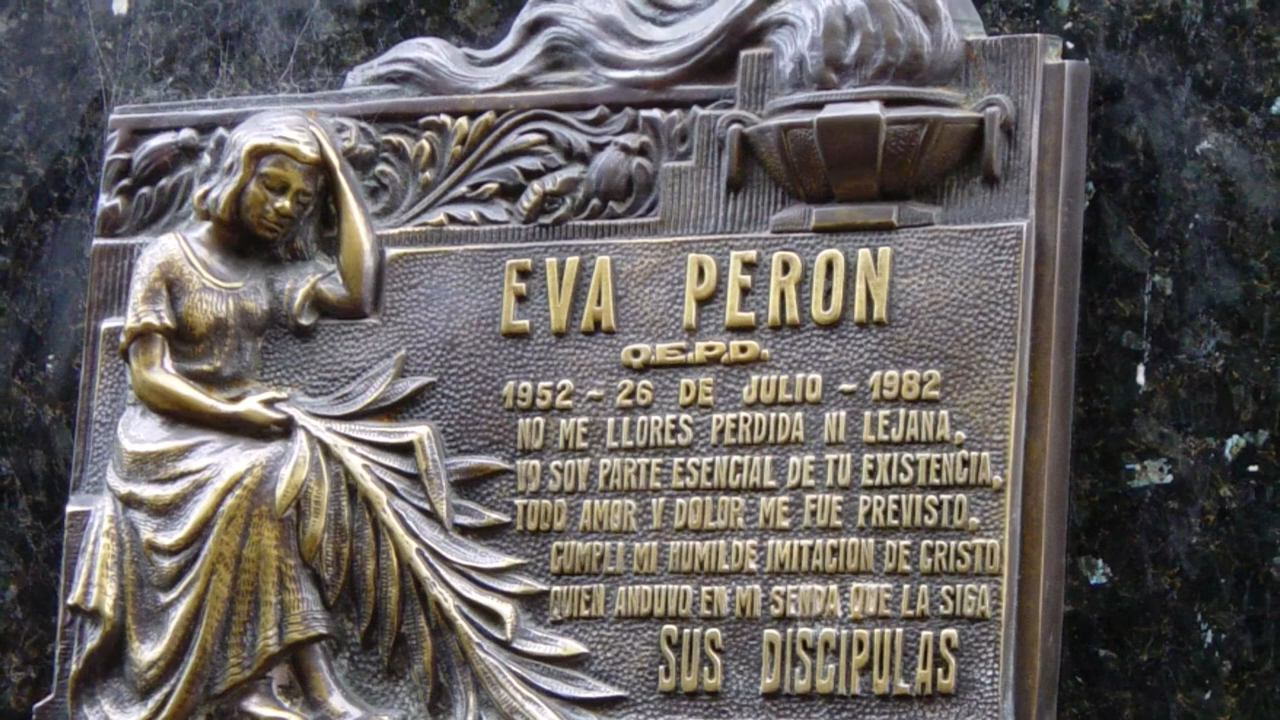 EVA PERON
Q.E.P.D.
1952 ~ 26 DE JULIO ~ 1982
NO ME LLORES PERDIDA NI LEJANA,
YO SOY PARTE ESENCIAL DE TU EXISTENCIA,
TODO AMOR Y DOLOR ME FUE PREVISTO,
CUMPLI MI HUMILDE IMITACION DE CRISTO
QUIEN ANDUVO EN MI SENDA QUE LA SIGA
SUS DISCIPULAS